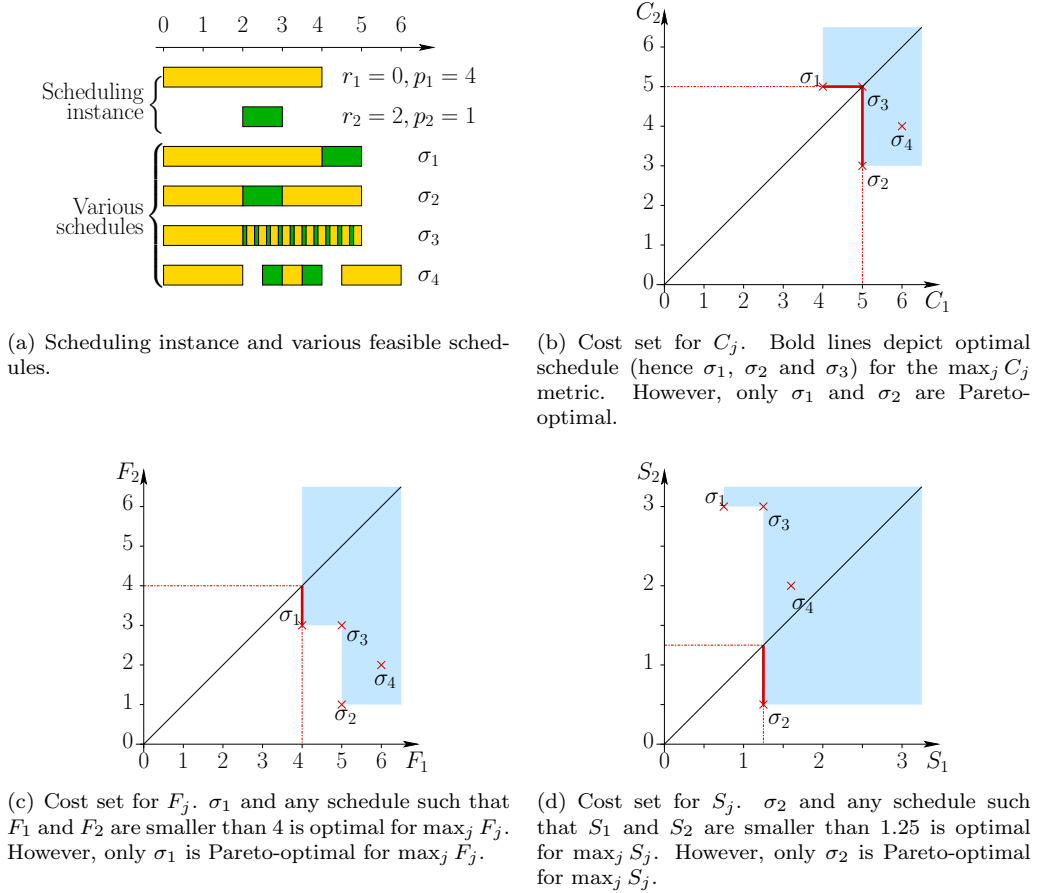 0 1 2 3 4 5 6
Scheduling
instance
r₁ = 0, p₁ = 4
r₂ = 2, p₂ = 1
Various
schedules
σ₁
σ₂
σ₃
σ₄
0 1 2 3 4 5 6
(a) Scheduling instance and various feasible sched-
ules.
C₂
6
5
4
3
2
1
0
σ₁
σ₃
σ₄
σ₂
0 1 2 3 4 5 6
C₁
(b) Cost set for Cⱼ. Bold lines depict optimal
schedule (hence σ₁, σ₂ and σ₃) for the maxⱼ Cⱼ
metric. However, only σ₁ and σ₂ are Pareto-
optimal.
F₂
6
5
4
3
2
1
0
σ₁
σ₃
σ₄
σ₂
0 1 2 3 4 5 6
F₁
(c) Cost set for Fⱼ. σ₁ and any schedule such that
F₁ and F₂ are smaller than 4 is optimal for maxⱼ Fⱼ.
However, only σ₁ is Pareto-optimal for maxⱼ Fⱼ.
S₂
3
2
1
0
σ₁
σ₃
σ₄
σ₂
0 1 2 3
S₁
(d) Cost set for Sⱼ. σ₂ and any schedule such
that S₁ and S₂ are smaller than 1.25 is optimal
for maxⱼ Sⱼ. However, only σ₂ is Pareto-optimal
for maxⱼ Sⱼ.